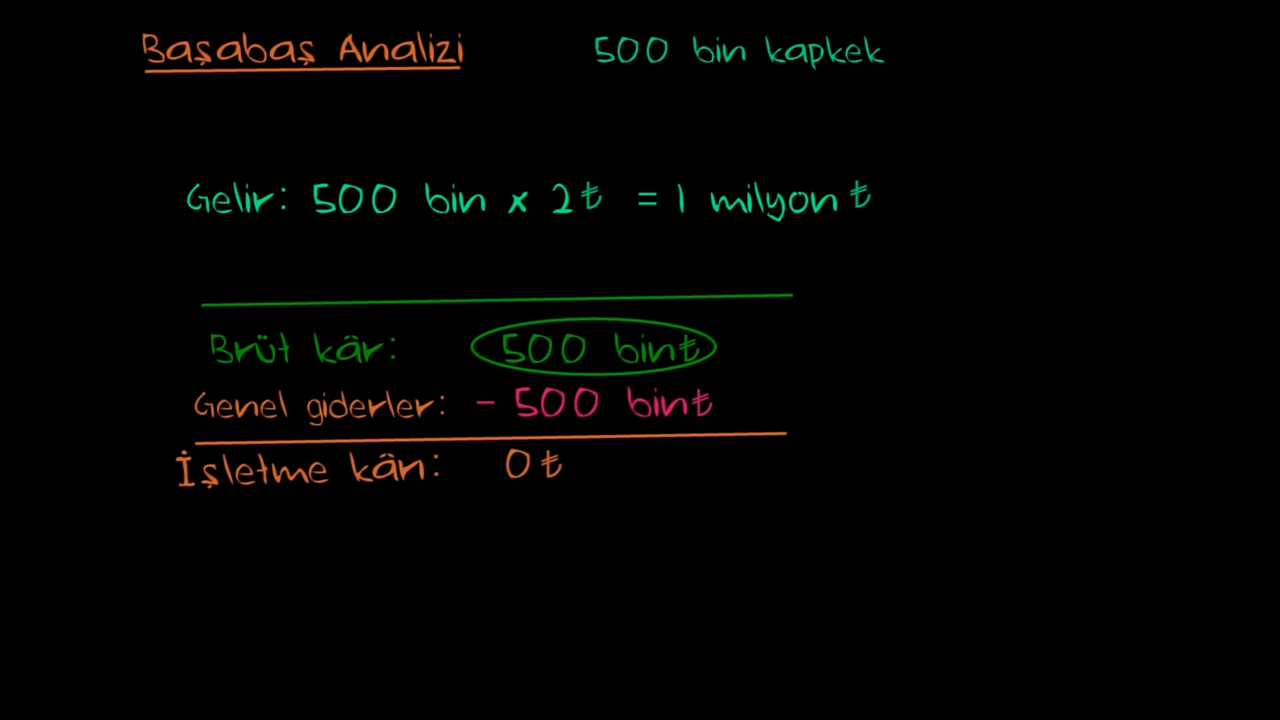 Başabaş Analizi
500 bin kapkek
Gelir: 500 bin x 2₺ = 1 milyon ₺
Brüt kâr: 500 bin₺
Genel giderler: - 500 bin₺
İşletme kârı: 0₺